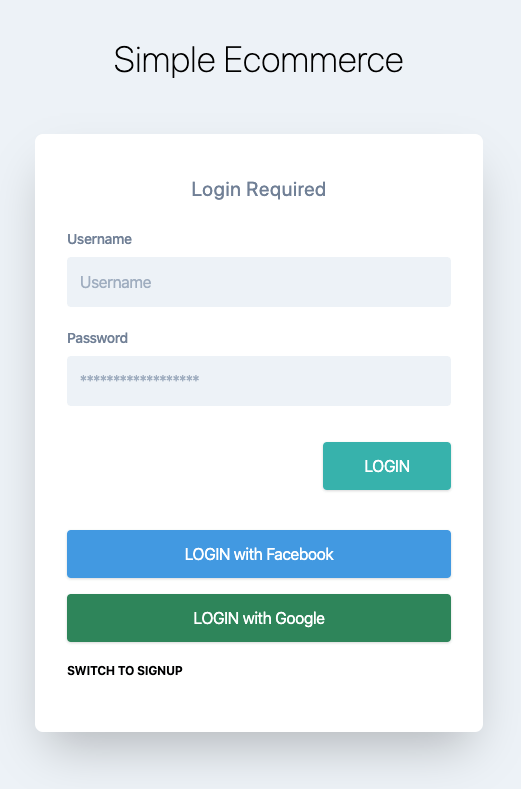 Simple Ecommerce
Login Required
Username
Username
Password
******************
LOGIN
LOGIN with Facebook
LOGIN with Google
SWITCH TO SIGNUP